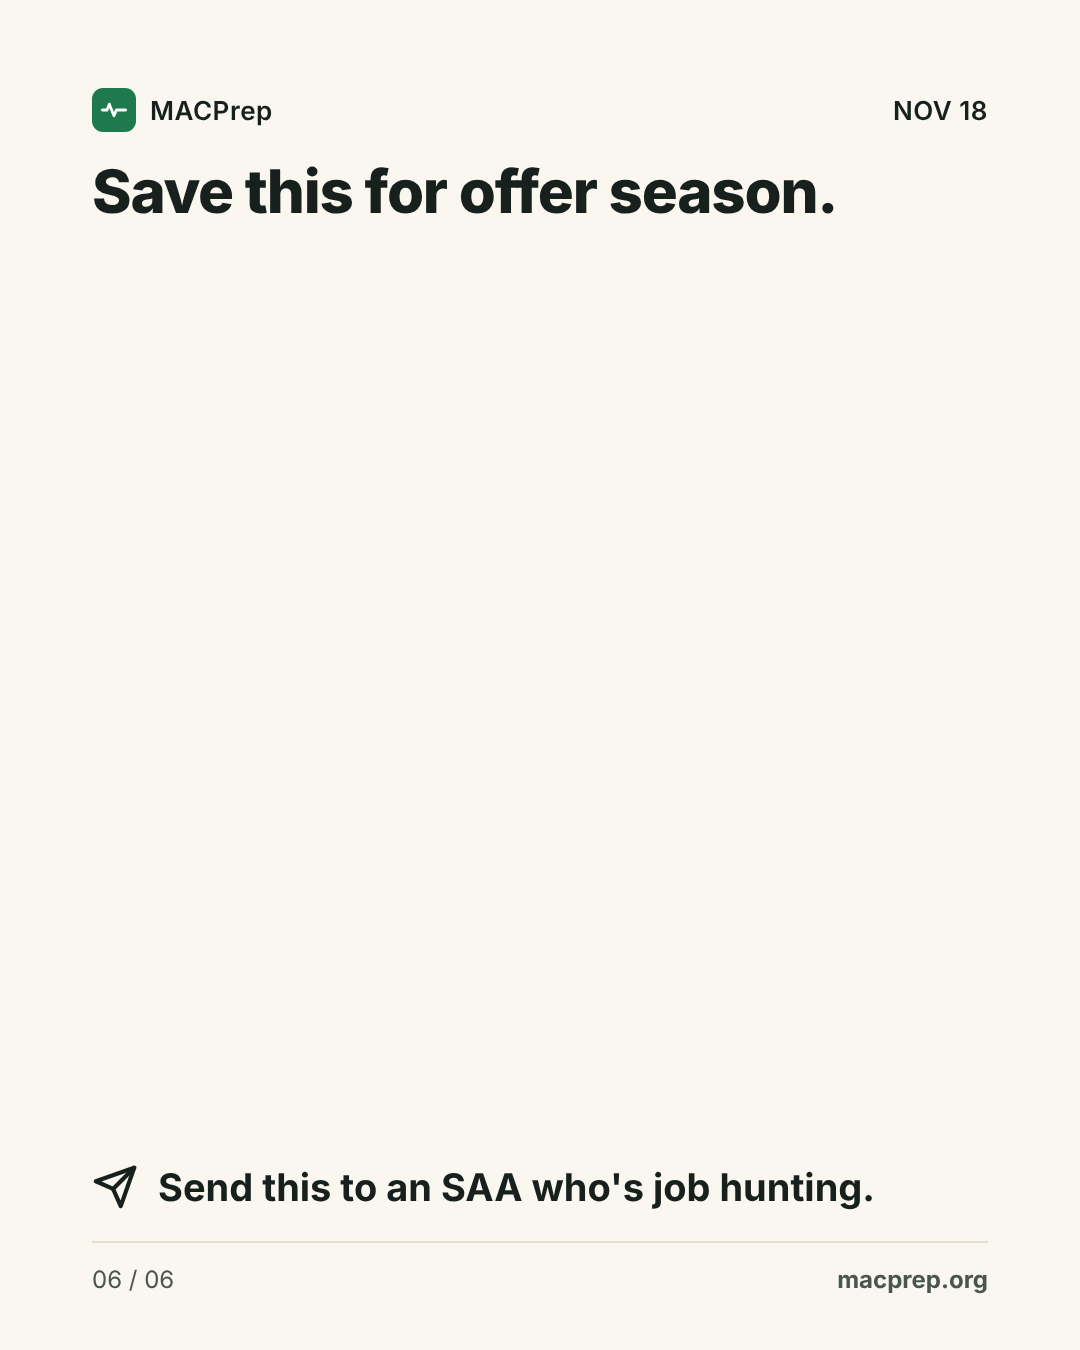 MACPrep
NOV 18
Save this for offer season.
Send this to an SAA who's job hunting.
06 / 06
macprep.org